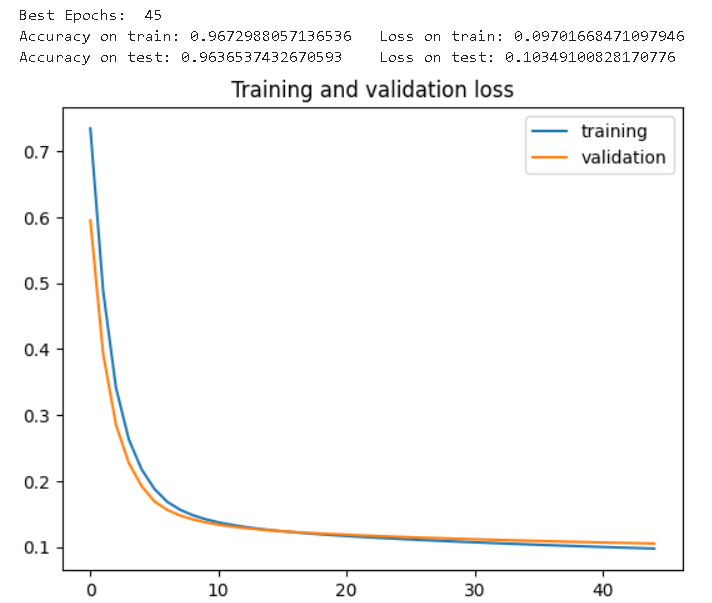 Best Epochs:  45
Accuracy on train: 0.9672988057136536   Loss on train: 0.09701668471097946
Accuracy on test: 0.9636537432670593    Loss on test: 0.10349100828170776
Training and validation loss
training
validation
0.7
0.6
0.5
0.4
0.3
0.2
0.1
0 10 20 30 40